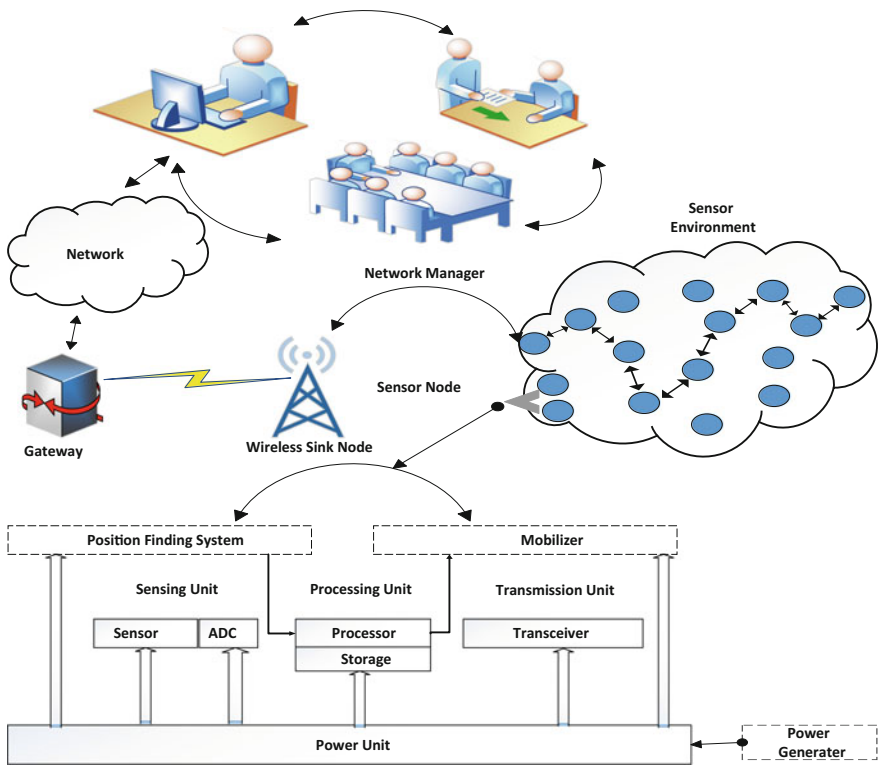 Sensor
Environment
Network
Network Manager
Sensor Node
Wireless Sink Node
Gateway
Position Finding System
Mobilizer
Sensing Unit
Processing Unit
Transmission Unit
Sensor
ADC
Processor
Transceiver
Storage
Power Unit
Power
Generater